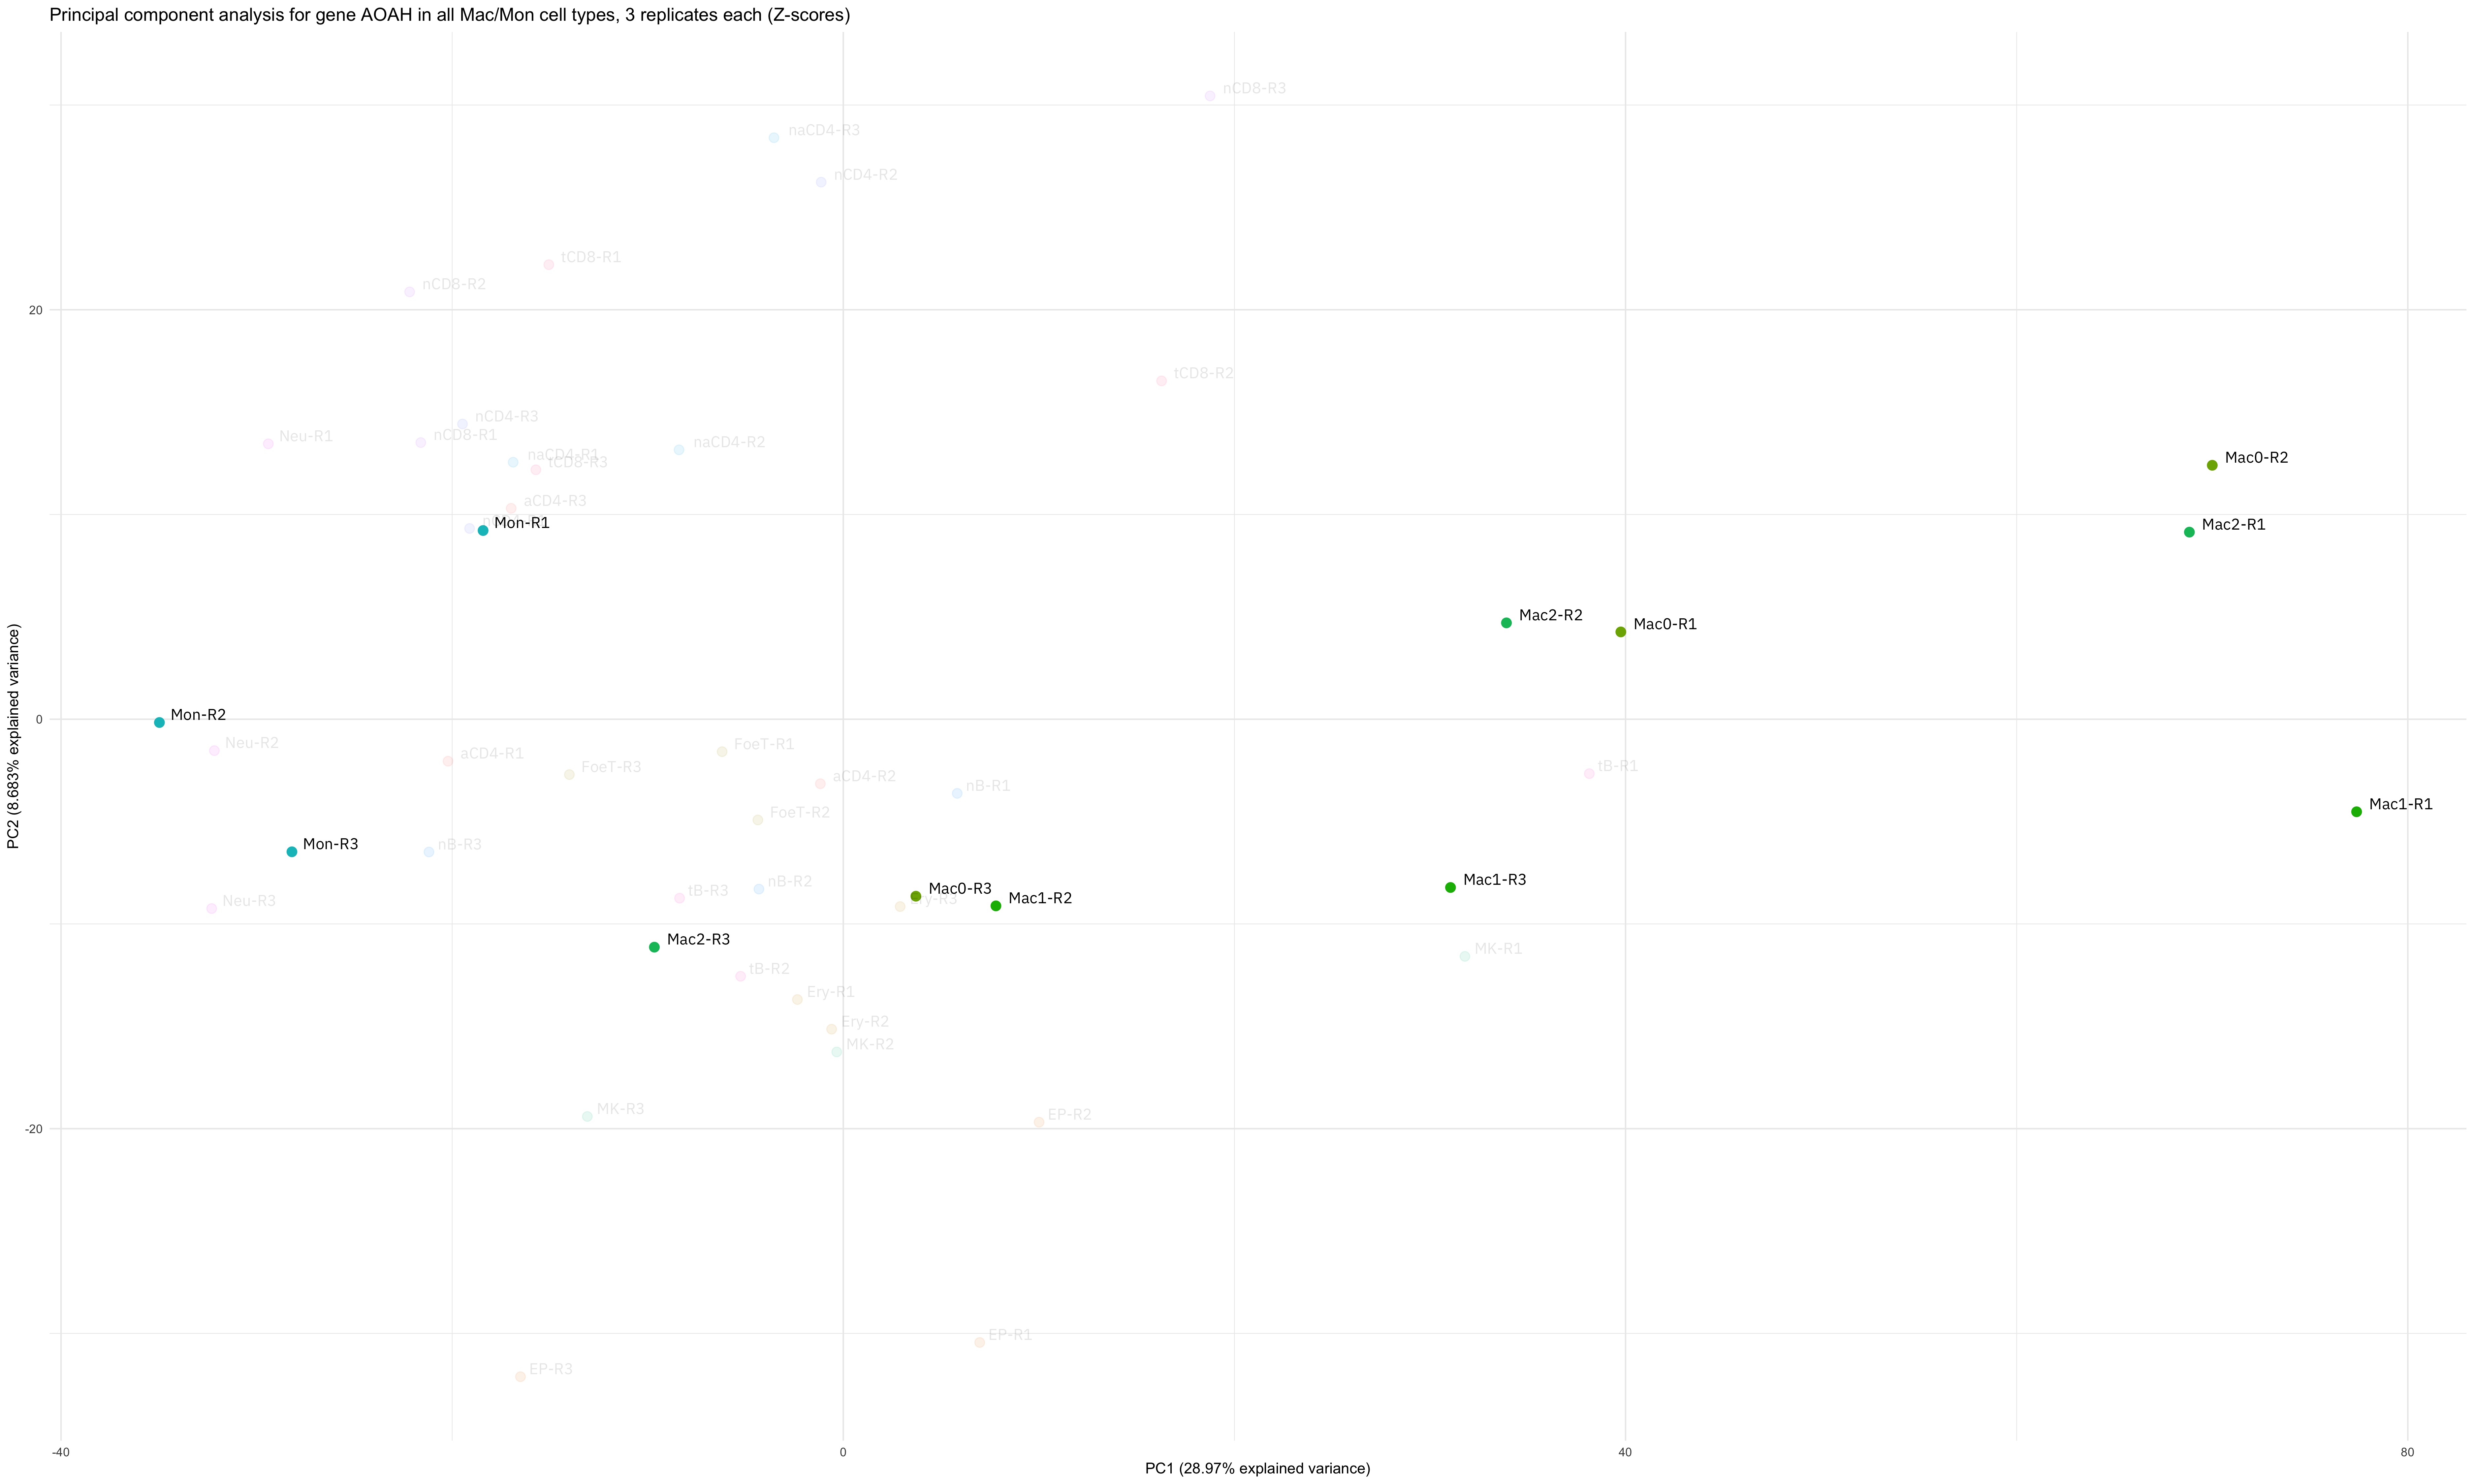 Principal component analysis for gene AOAH in all Mac/Mon cell types, 3 replicates each (Z-scores)
nCD8-R3
naCD4-R3
nCD4-R2
tCD8-R1
nCD8-R2
20
tCD8-R2
nCD4-R3
Neu-R1
nCD8-R1
naCD4-R2
naCD4-R1
tCD8-R3
Mac0-R2
aCD4-R3
Mon-R1
Mac2-R1
Mac2-R2
Mac0-R1
Mon-R2
0
Neu-R2
FoeT-R1
aCD4-R1
FoeT-R3
aCD4-R2
tB-R1
nB-R1
Mac1-R1
FoeT-R2
Mon-R3
nB-R3
nB-R2
Mac1-R3
tB-R3
Mac0-R3
Mac1-R2
Ery-R3
Neu-R3
Mac2-R3
MK-R1
tB-R2
Ery-R1
Ery-R2
MK-R2
MK-R3
EP-R2
-20
EP-R1
EP-R3
-40
0
40
80
PC1 (28.97% explained variance)
PC2 (8.683% explained variance)